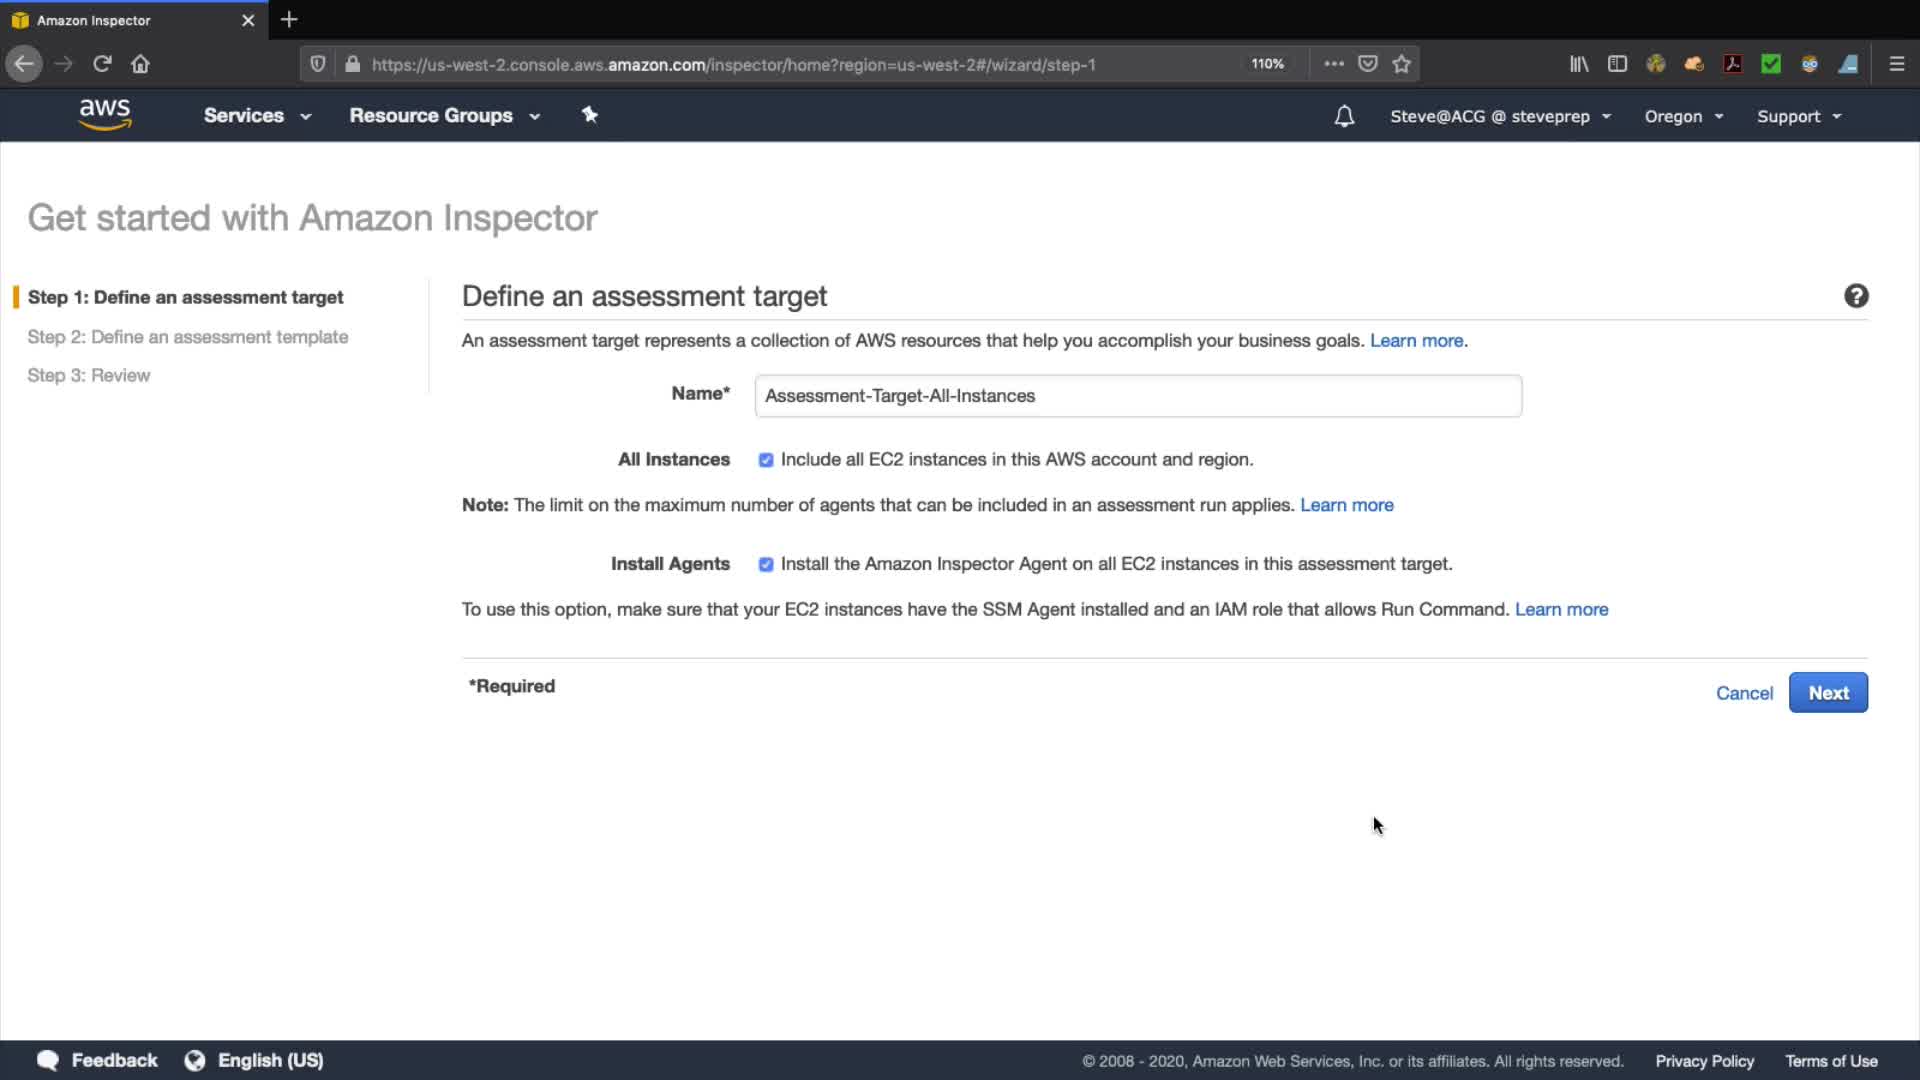 Amazon Inspector
https://us-west-2.console.aws.amazon.com/inspector/home?region=us-west-2#/wizard/step-1
110%
aws
Services
Resource Groups
Steve@ACG @ steveprep
Oregon
Support
Get started with Amazon Inspector
Step 1: Define an assessment target
Step 2: Define an assessment template
Step 3: Review
Define an assessment target
An assessment target represents a collection of AWS resources that help you accomplish your business goals. Learn more.
Name* Assessment-Target-All-Instances
All Instances Include all EC2 instances in this AWS account and region.
Note: The limit on the maximum number of agents that can be included in an assessment run applies. Learn more
Install Agents Install the Amazon Inspector Agent on all EC2 instances in this assessment target.
To use this option, make sure that your EC2 instances have the SSM Agent installed and an IAM role that allows Run Command. Learn more
*Required
Cancel
Next
Feedback
English (US)
© 2008 - 2020, Amazon Web Services, Inc. or its affiliates. All rights reserved.
Privacy Policy
Terms of Use